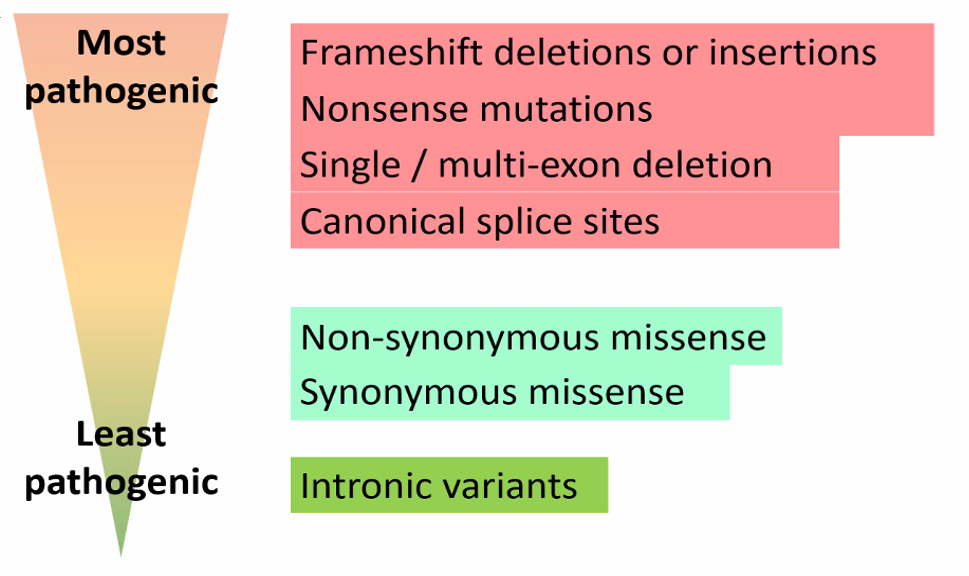 Most
pathogenic
Frameshift deletions or insertions
Nonsense mutations
Single / multi-exon deletion
Canonical splice sites
Non-synonymous missense
Synonymous missense
Least
pathogenic
Intronic variants